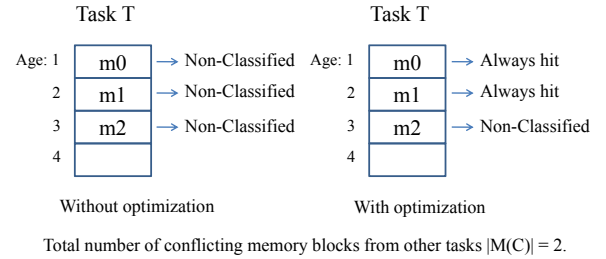 Task T Task T
Age: 1 m0 Non-Classified Age: 1 m0 Always hit
2 m1 Non-Classified 2 m1 Always hit
3 m2 Non-Classified 3 m2 Non-Classified
4 4
Without optimization With optimization
Total number of conflicting memory blocks from other tasks |M(C)| = 2.